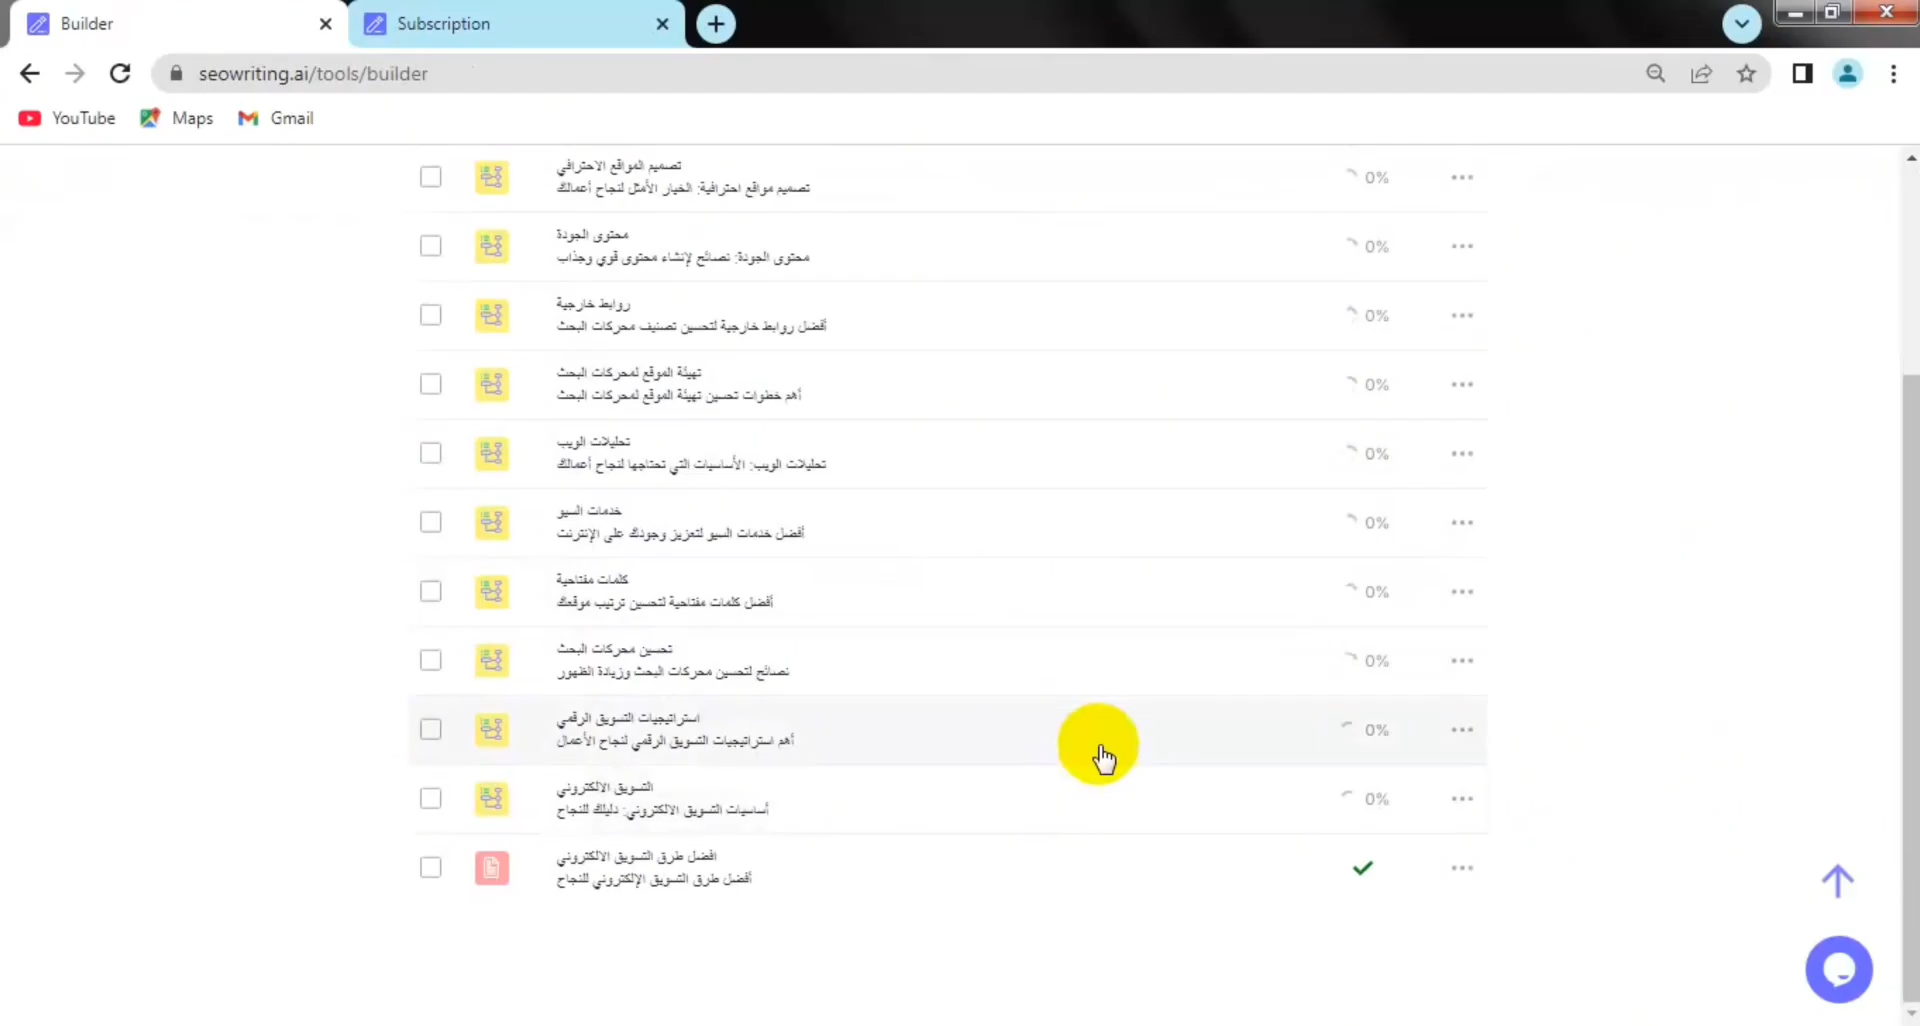 Builder
Subscription
seowriting.ai/tools/builder
YouTube
Maps
Gmail
تصميم المواقع الاحترافي
تصميم مواقع احترافية: الخيار الأمثل لنجاح أعمالك
0%
محتوى الجودة
محتوى الجودة: نصائح لإنشاء محتوى قوي وجذاب
0%
روابط خارجية
أفضل روابط خارجية لتحسين تصنيف محركات البحث
0%
تهيئة الموقع لمحركات البحث
أهم خطوات تحسين تهيئة الموقع لمحركات البحث
0%
تحليلات الويب
تحليلات الويب: الأساسيات التي تحتاجها لنجاح أعمالك
0%
خدمات السيو
أفضل خدمات السيو لتعزيز وجودك على الإنترنت
0%
كلمات مفتاحية
أفضل كلمات مفتاحية لتحسين ترتيب موقعك
0%
تحسين محركات البحث
نصائح لتحسين محركات البحث وزيادة الظهور
0%
استراتيجيات التسويق الرقمي
أهم استراتيجيات التسويق الرقمي لنجاح الأعمال
0%
التسويق الالكتروني
أساسيات التسويق الالكتروني: دليلك للنجاح
0%
افضل طرق التسويق الالكتروني
أفضل طرق التسويق الإلكتروني للنجاح